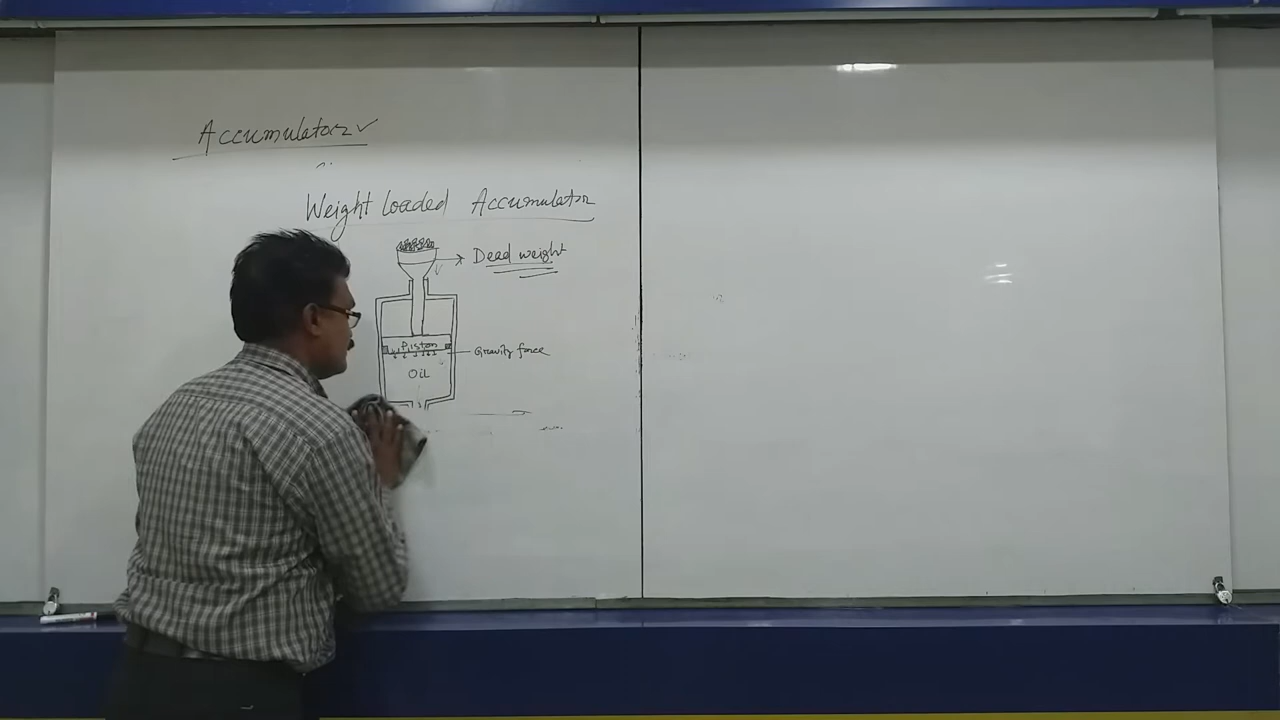 Accumulator
Weight loaded Accumulator
Dead weight
Piston
Gravity force
Oil